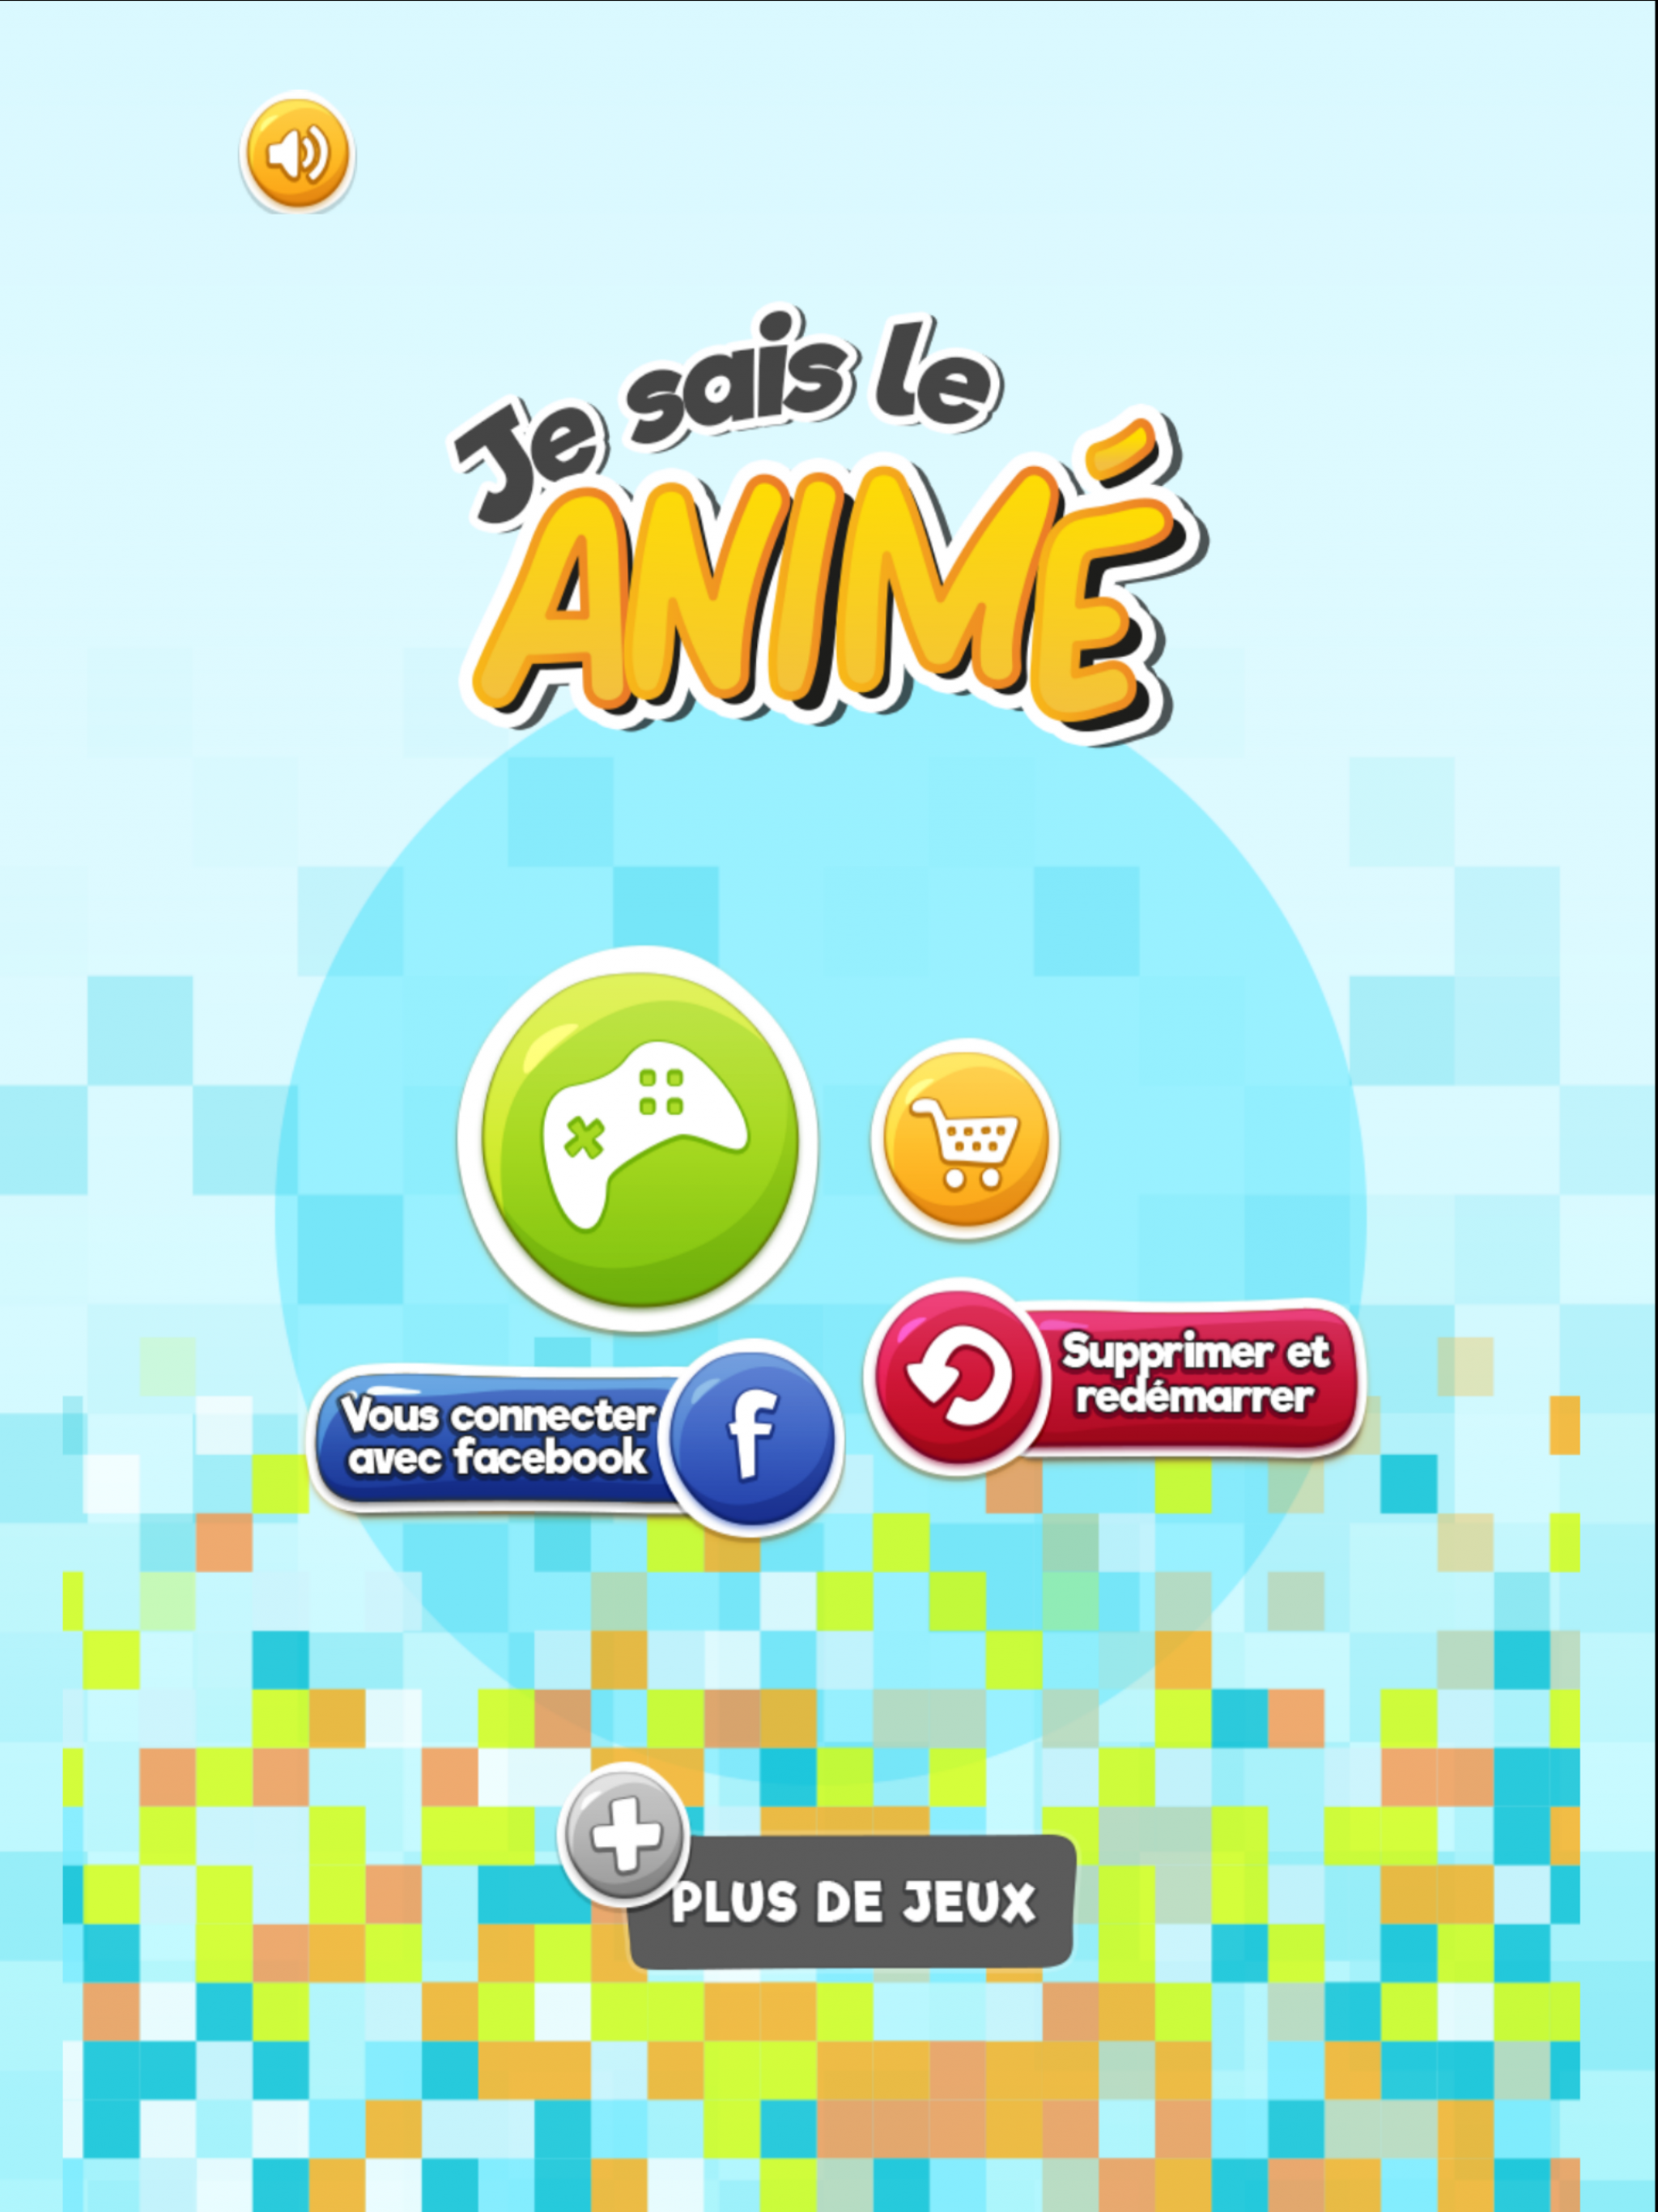 Je sais le
ANIMÉ
Supprimer et
redémarrer
Vous connecter
avec facebook
f
PLUS DE JEUX